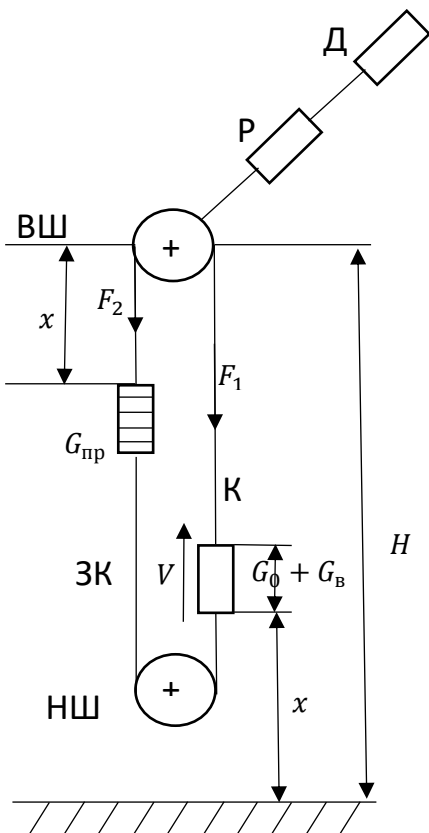 Д
Р
ВШ
+
x
F₂
F₁
Gпр
К
ЗК
V
G₀ + Gв
H
+
НШ
x